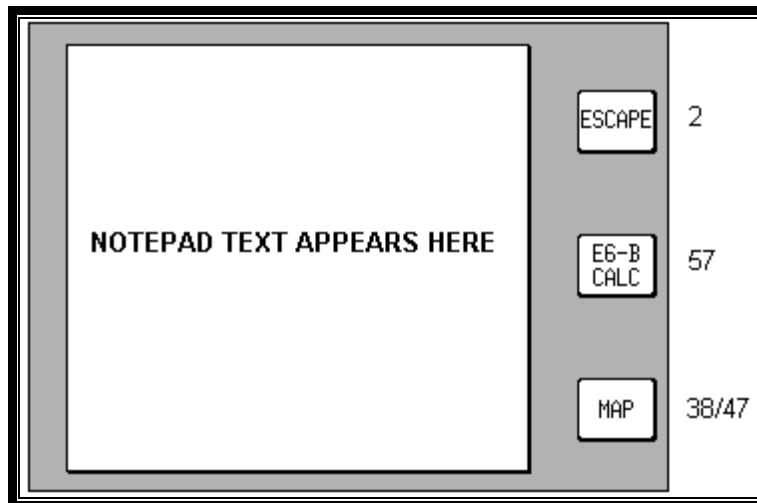 ESCAPE 2
NOTEPAD TEXT APPEARS HERE
E6-B
CALC
57
MAP 38/47